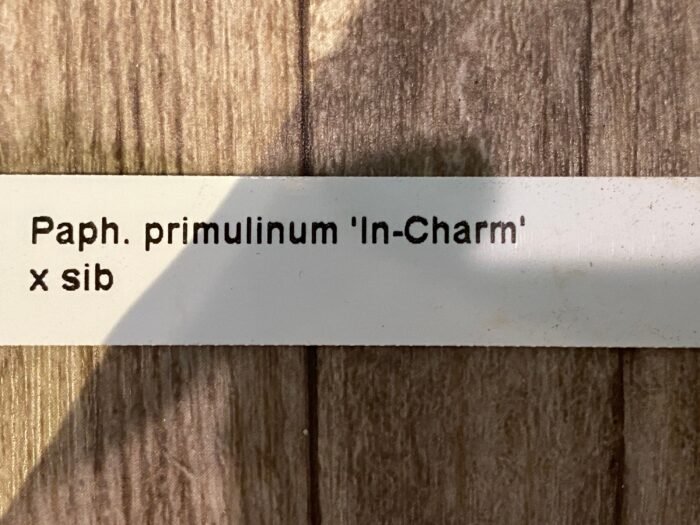 Paph. primulinum 'In-Charm'
x sib